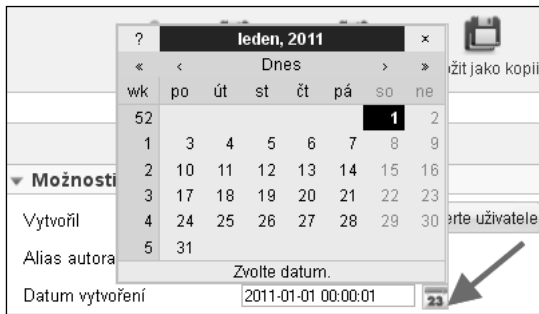 ? leden, 2011 ×
« ‹ Dnes › »
wk po út st čt pá so ne
52 1 2
1 3 4 5 6 7 8 9
2 10 11 12 13 14 15 16
3 17 18 19 20 21 22 23
4 24 25 26 27 28 29 30
5 31
Zvolte datum.
žit jako kopii
Možnosti
Vytvořil
erte uživatele
Alias autora
Datum vytvoření 2011-01-01 00:00:01 23